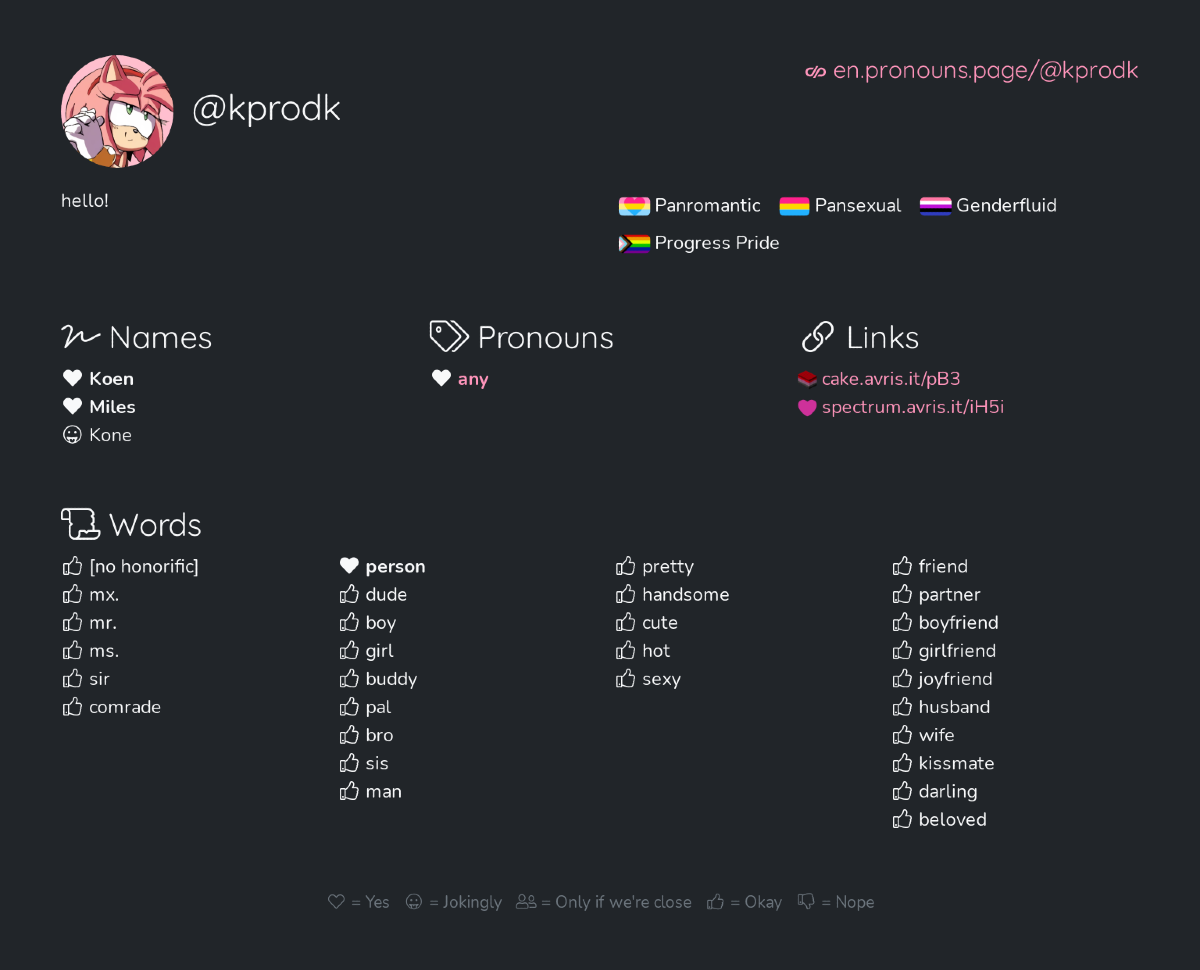 en.pronouns.page/@kprodk
@kprodk
hello!
Panromantic Pansexual Genderfluid
Progress Pride
Names
Koen
Miles
Kone
Pronouns
any
Links
cake.avris.it/pB3
spectrum.avris.it/iH5i
Words
[no honorific]
mx.
mr.
ms.
sir
comrade
person
dude
boy
girl
buddy
pal
bro
sis
man
pretty
handsome
cute
hot
sexy
friend
partner
boyfriend
girlfriend
joyfriend
husband
wife
kissmate
darling
beloved
= Yes = Jokingly = Only if we're close = Okay = Nope